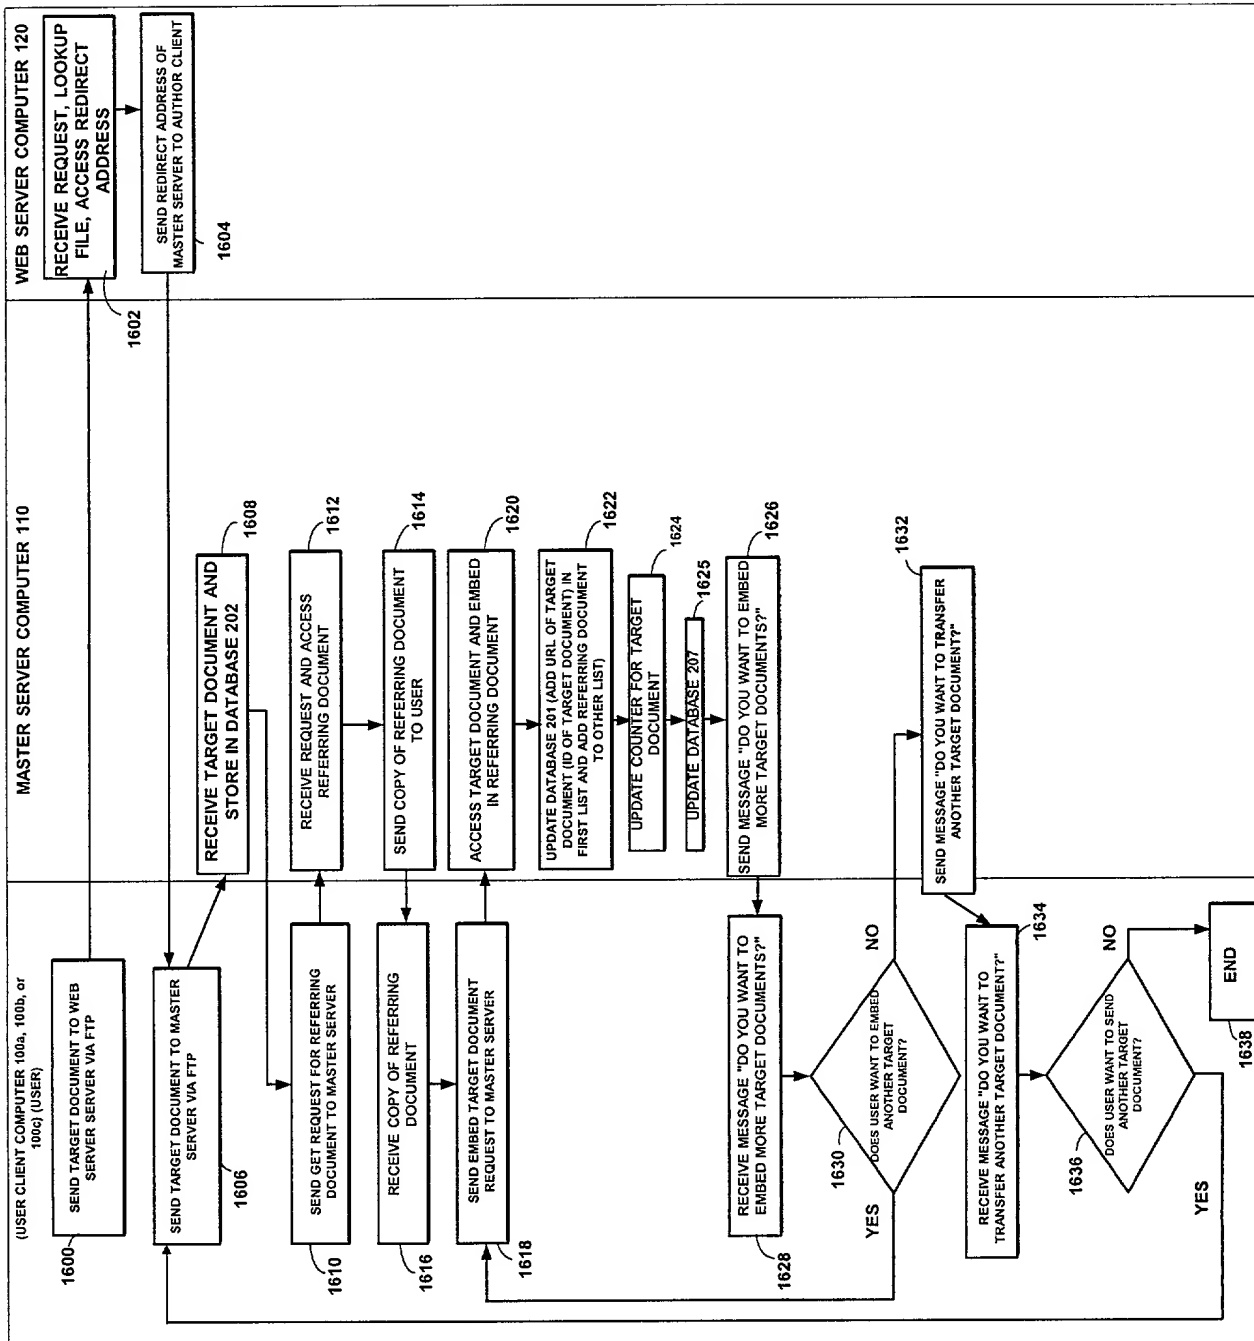 (USER CLIENT COMPUTER 100a, 100b, or
100c) (USER)
MASTER SERVER COMPUTER 110
WEB SERVER COMPUTER 120
SEND TARGET DOCUMENT TO WEB
SERVER SERVER VIA FTP
1600
RECEIVE REQUEST, LOOKUP
FILE, ACCESS REDIRECT
ADDRESS
1602
SEND REDIRECT ADDRESS OF
MASTER SERVER TO AUTHOR CLIENT
1604
SEND TARGET DOCUMENT TO MASTER
SERVER VIA FTP
1606
RECEIVE TARGET DOCUMENT AND
STORE IN DATABASE 202
1608
SEND GET REQUEST FOR REFERRING
DOCUMENT TO MASTER SERVER
1610
RECEIVE REQUEST AND ACCESS
REFERRING DOCUMENT
1612
SEND COPY OF REFERRING DOCUMENT
TO USER
1614
RECEIVE COPY OF REFERRING
DOCUMENT
1616
SEND EMBED TARGET DOCUMENT
REQUEST TO MASTER SERVER
1618
ACCESS TARGET DOCUMENT AND EMBED
IN REFERRING DOCUMENT
1620
UPDATE DATABASE 201 (ADD URL OF TARGET
DOCUMENT (ID OF TARGET DOCUMENT) IN
FIRST LIST AND ADD REFERRING DOCUMENT
TO OTHER LIST)
1622
UPDATE COUNTER FOR TARGET
DOCUMENT
1624
UPDATE DATABASE 207
1625
SEND MESSAGE "DO YOU WANT TO EMBED
MORE TARGET DOCUMENTS?"
1626
RECEIVE MESSAGE "DO YOU WANT TO
EMBED MORE TARGET DOCUMENTS?"
1628
DOES USER WANT TO EMBED
ANOTHER TARGET
DOCUMENT?
1630
YES
NO
SEND MESSAGE "DO YOU WANT TO TRANSFER
ANOTHER TARGET DOCUMENT?"
1632
RECEIVE MESSAGE "DO YOU WANT TO
TRANSFER ANOTHER TARGET DOCUMENT?"
1634
DOES USER WANT TO SEND
ANOTHER TARGET
DOCUMENT?
1636
YES
NO
END
1638